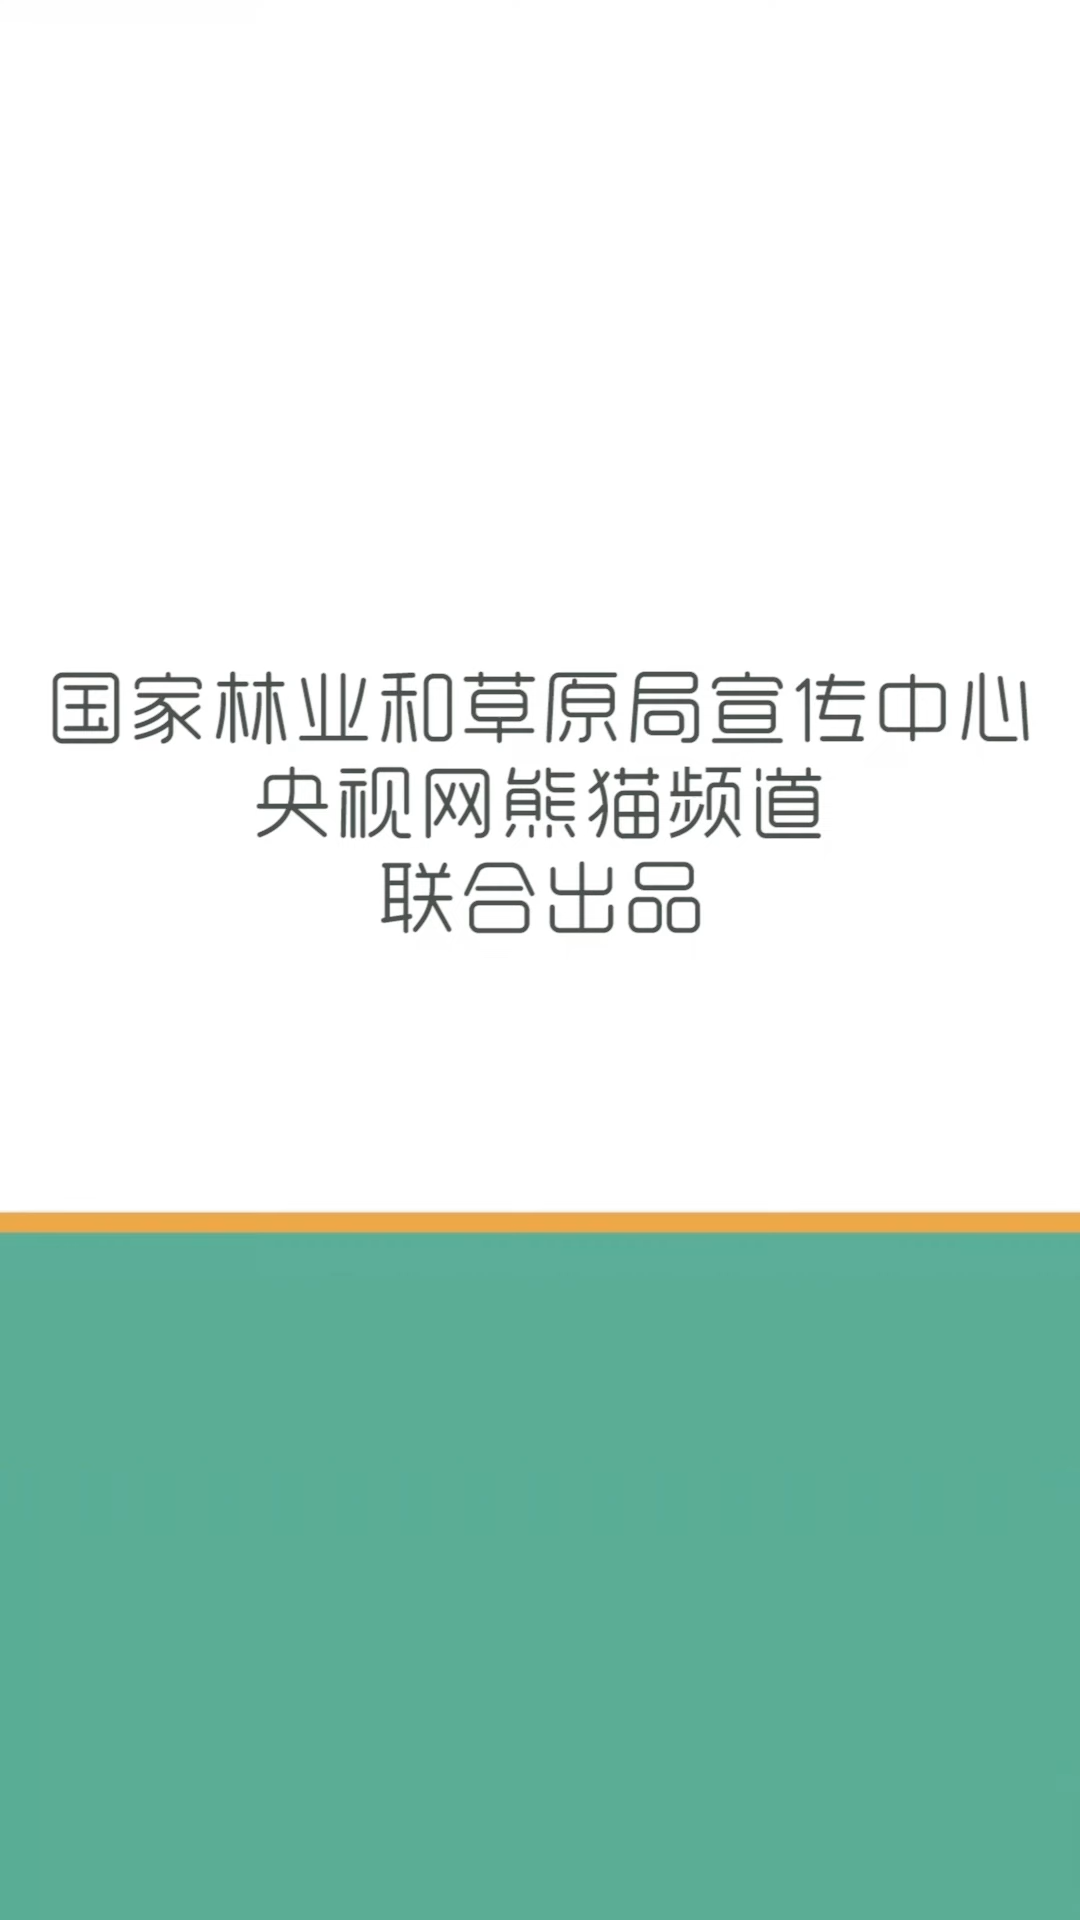 国家林业和草原局宣传中心
央视网熊猫频道
联合出品